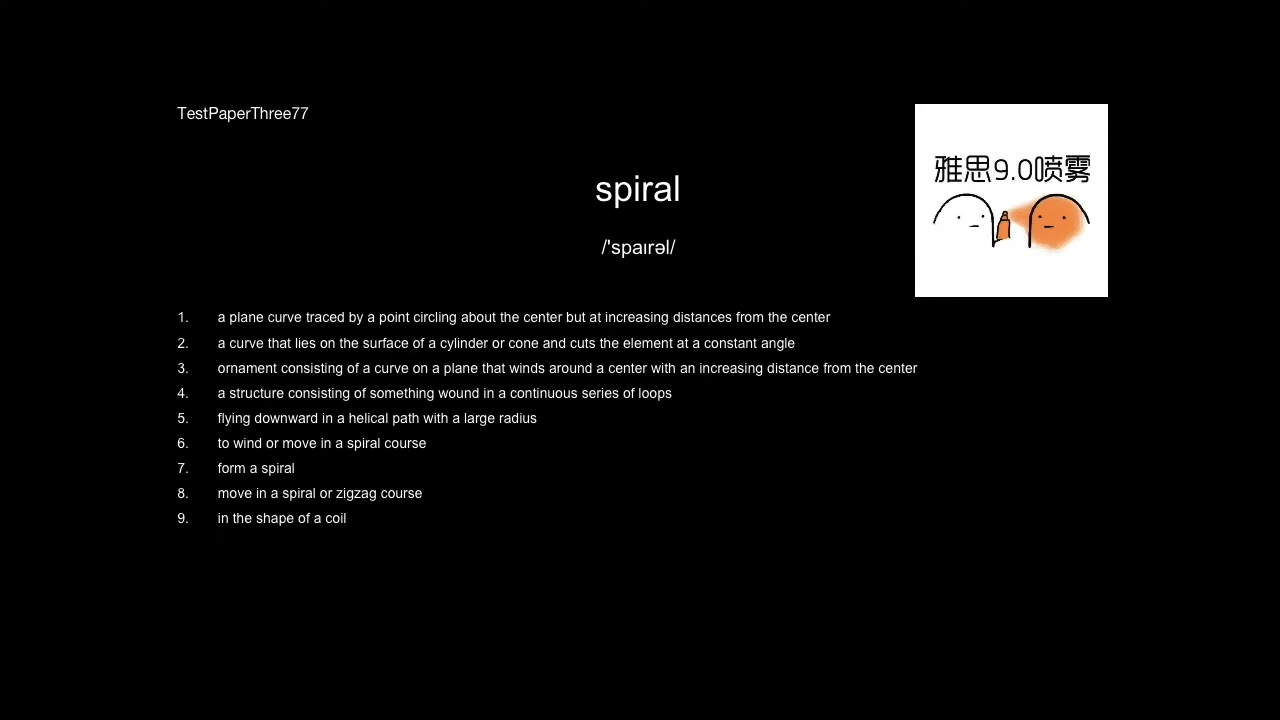 TestPaperThree77
雅思9.0喷雾
spiral
/'spaɪrəl/
1. a plane curve traced by a point circling about the center but at increasing distances from the center
2. a curve that lies on the surface of a cylinder or cone and cuts the element at a constant angle
3. ornament consisting of a curve on a plane that winds around a center with an increasing distance from the center
4. a structure consisting of something wound in a continuous series of loops
5. flying downward in a helical path with a large radius
6. to wind or move in a spiral course
7. form a spiral
8. move in a spiral or zigzag course
9. in the shape of a coil